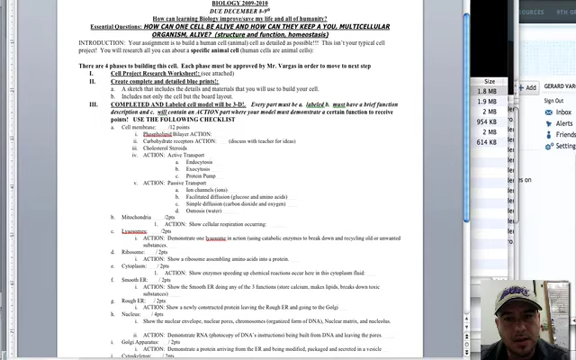 BIOLOGY 2009-2010
DUE DECEMBER 8-9
How can learning Biology improve/save my life and all of humanity?
Essential Questions: HOW CAN ONE CELL BE ALIVE AND HOW CAN THEY KEEP A YOU, MULTICELLULAR
ORGANISM, ALIVE? (structure and function, homeostasis)
INTRODUCTION: Your assignment is to build a human cell (animal) cell as detailed as possible!!! This isn't your typical cell
project! You will research all you can about a specific animal cell (human cells are animal cells):
There are 4 phases to building this cell. Each phase must be approved by Mr. Vargas in order to move to next step
I. Cell Project Research Worksheet!: (see attached)
II. Create complete and detailed blue prints!:
a. A sketch that includes the details and materials that you will use to build your cell.
b. Includes not only the cell but the board layout.
III. COMPLETED AND Labeled cell model will be 3-D!. Every part must be a. labeled b. must have a brief function
description and c. will contain an ACTION part where your model must demonstrate a certain function to receive
points! USE THE FOLLOWING CHECKLIST
a. Cell membrane: /12 points
i. Phospholipid Bilayer ACTION:
ii. Carbohydrate receptors ACTION: (discuss with teacher for ideas)
iii. Cholesterol Steroids
iv. ACTION: Active Transport
a. Endocytosis
b. Exocytosis
c. Protein Pump
v. ACTION: Passive Transport
a. Ion channels (ions)
b. Facilitated diffusion (glucose and amino acids)
c. Simple diffusion (carbon dioxide and oxygen)
d. Osmosis (water)
b. Mitochondria /2pts
1. ACTION: Show cellular respiration occurring:
c. Lysosomes: /2pts
i. ACTION: Demonstrate one lysosome in action (using catabolic enzymes to break down and recycling old or unwanted
substances.
d. Ribosome: /2pts
i. ACTION: Show a ribosome assembling amino acids into a protein.
e. Cytoplasm: /2pts
1. ACTION: Show enzymes speeding up chemical reactions occur here in this cytoplasm fluid:
f. Smooth ER: /2pts
i. ACTION: Show the Smooth ER doing any of the 3 functions (store calcium, makes lipids, breaks down toxic
substances)
g. Rough ER: /2pts
i. ACTION: Show a newly constructed protein leaving the Rough ER and going to the Golgi
h. Nucleus: /4pts
i. Show the nuclear envelope, nuclear pores, chromosomes (organized form of DNA), Nuclear matrix, and nucleolus.
ii. ACTION: Demonstrate RNA (photocopy of DNA's instructions) being built from DNA and leaving the pores.
i. Golgi Apparatus: /2pts
i. ACTION: Demonstrate a protein arriving from the ER and being modified, packaged and secreted in a vesicle
Size
1.8 MB
1.9 MB
2 MB
954 KB
2 MB
614 KB
Add
SOURCES
Sign Out
Inbox
Alerts
Friends
Settings